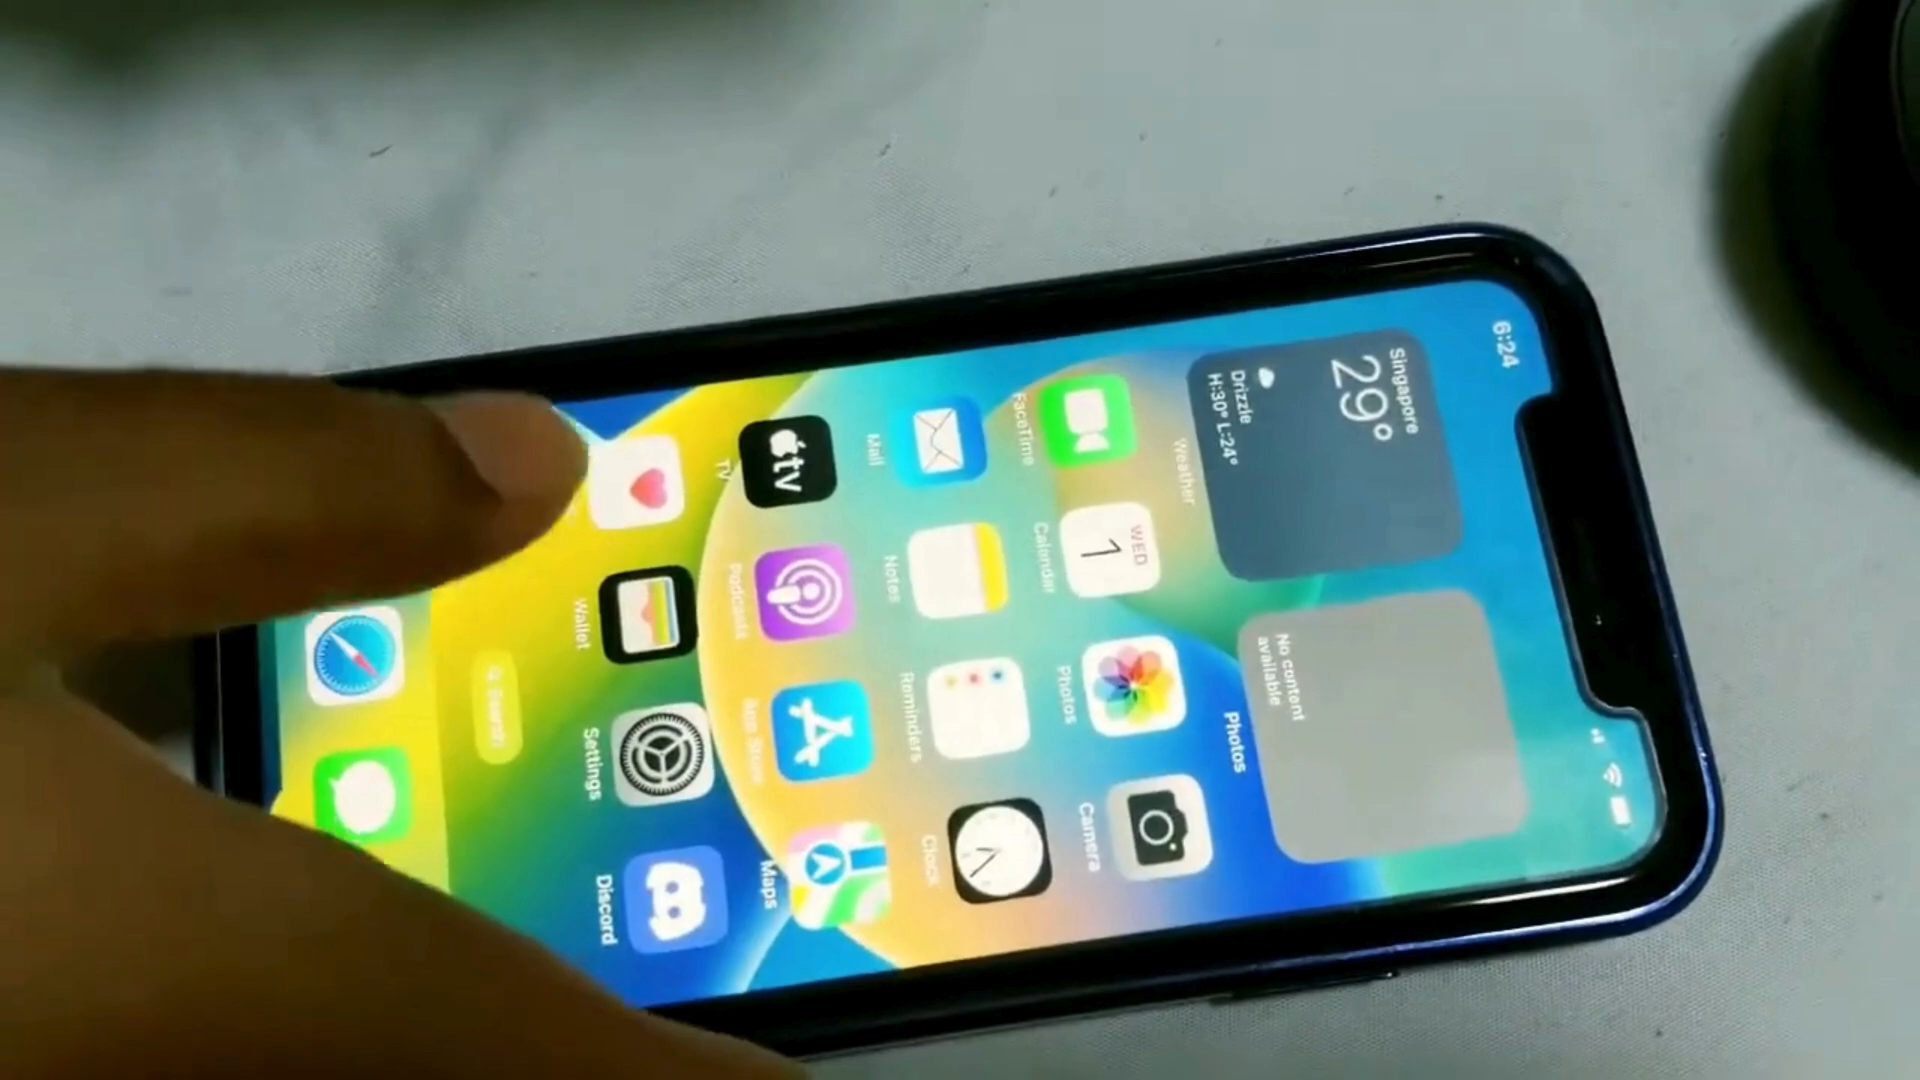 6:24
Singapore
29°
Drizzle
H:30° L:24°
Weather
No content
available
Photos
FaceTime
WED
1
Calendar
Photos
Camera
Mail
Notes
Reminders
Clock
tv
TV
Podcasts
App Store
Maps
Wallet
Settings
Discord
Search